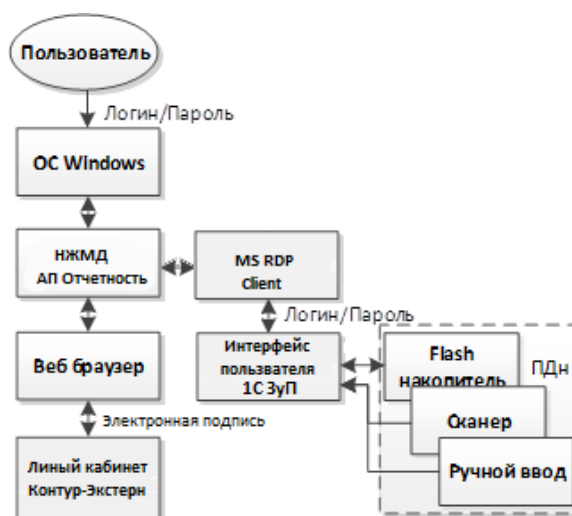 Пользователь
Логин/Пароль
ОС Windows
НЖМД
АП Отчетность
MS RDP
Client
Логин/Пароль
Веб браузер
Интерфейс
пользвателя
1С ЗуП
Flash
накопитель
ПДн
Сканер
Ручной ввод
Электронная подпись
Линый кабинет
Контур-Экстерн